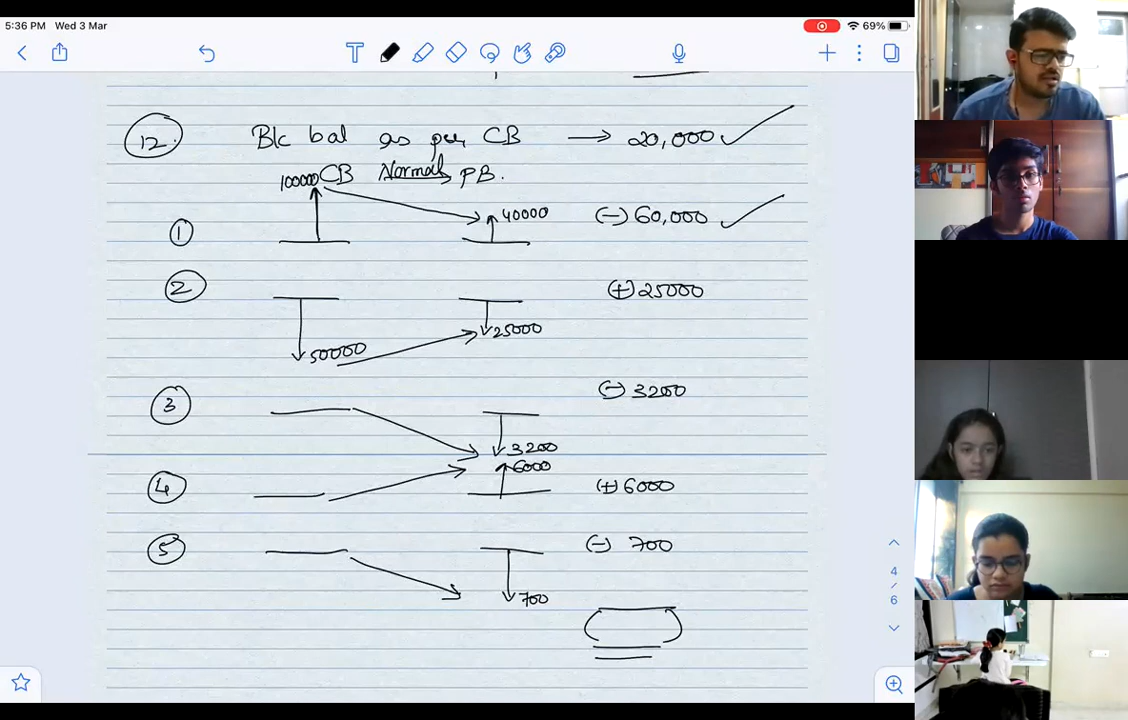 5:36 PM Wed 3 Mar 69%
T
12. Blc bal as per CB → 20,000 ✓
100000 CB Normal PB.
1 40000 (-) 60,000 ✓
2 50000 25000 (+) 25000
3 3200 (-) 3200
4 6000 (+) 6000
5 700 (-) 700
4
/
6